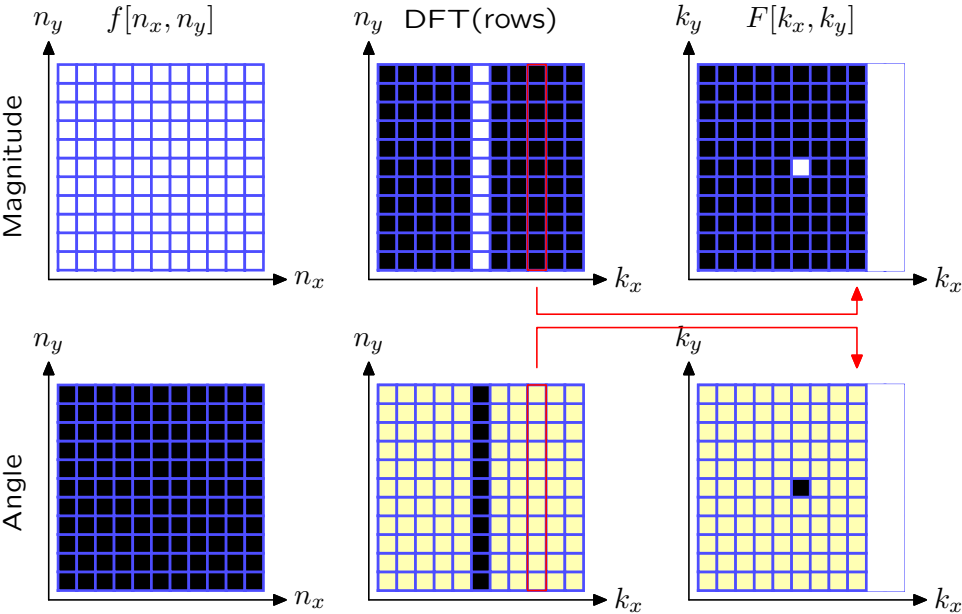 n_y f[n_x, n_y] n_y DFT(rows) k_y F[k_x, k_y]
Magnitude
n_x k_x k_x
n_y n_y k_y
Angle
n_x k_x k_x